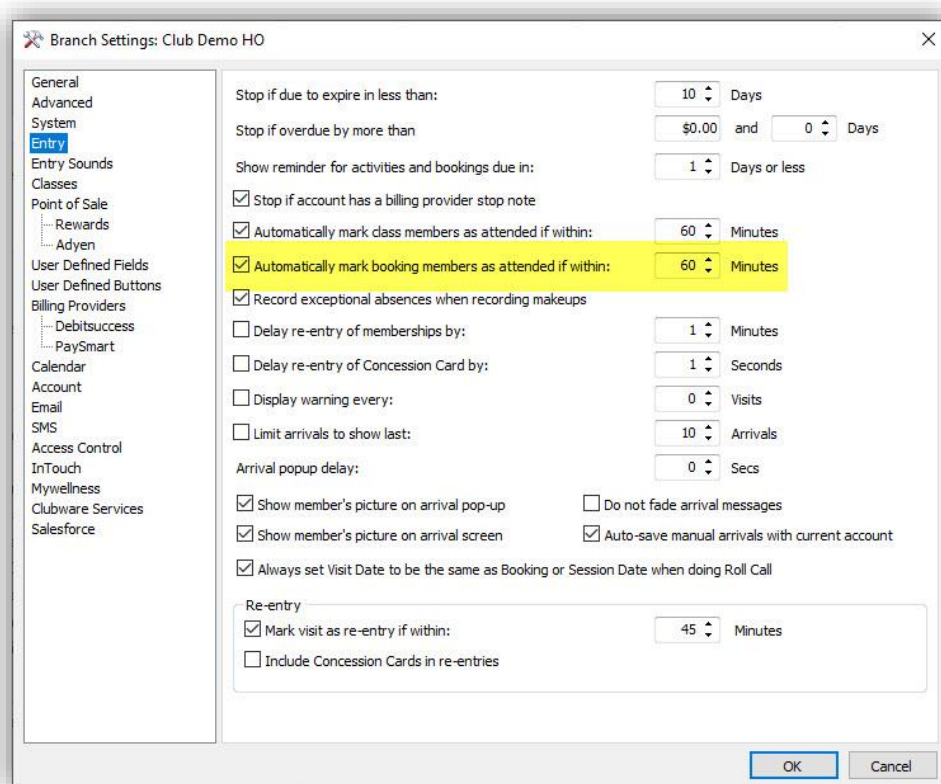 Branch Settings: Club Demo HO
General
Advanced
System
Entry
Entry Sounds
Classes
Point of Sale
Rewards
Adyen
User Defined Fields
User Defined Buttons
Billing Providers
Debitsuccess
PaySmart
Calendar
Account
Email
SMS
Access Control
InTouch
Mywellness
Clubware Services
Salesforce
Stop if due to expire in less than: 10 Days
Stop if overdue by more than $0.00 and 0 Days
Show reminder for activities and bookings due in: 1 Days or less
Stop if account has a billing provider stop note
Automatically mark class members as attended if within: 60 Minutes
Automatically mark booking members as attended if within: 60 Minutes
Record exceptional absences when recording makeups
Delay re-entry of memberships by: 1 Minutes
Delay re-entry of Concession Card by: 1 Seconds
Display warning every: 0 Visits
Limit arrivals to show last: 10 Arrivals
Arrival popup delay: 0 Secs
Show member's picture on arrival pop-up Do not fade arrival messages
Show member's picture on arrival screen Auto-save manual arrivals with current account
Always set Visit Date to be the same as Booking or Session Date when doing Roll Call
Re-entry
Mark visit as re-entry if within: 45 Minutes
Include Concession Cards in re-entries
OK Cancel